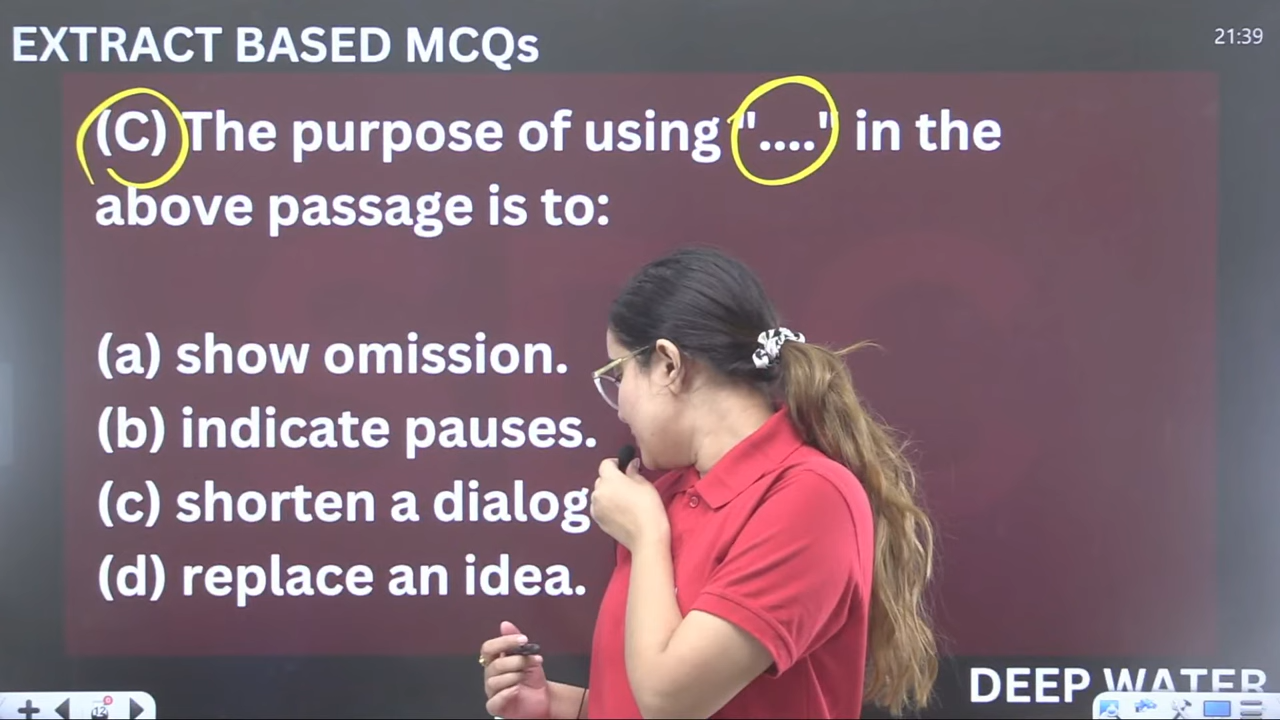 EXTRACT BASED MCQs
21:39
(C) The purpose of using "...." in the
above passage is to:
(a) show omission.
(b) indicate pauses.
(c) shorten a dialog
(d) replace an idea.
DEEP WATER
12